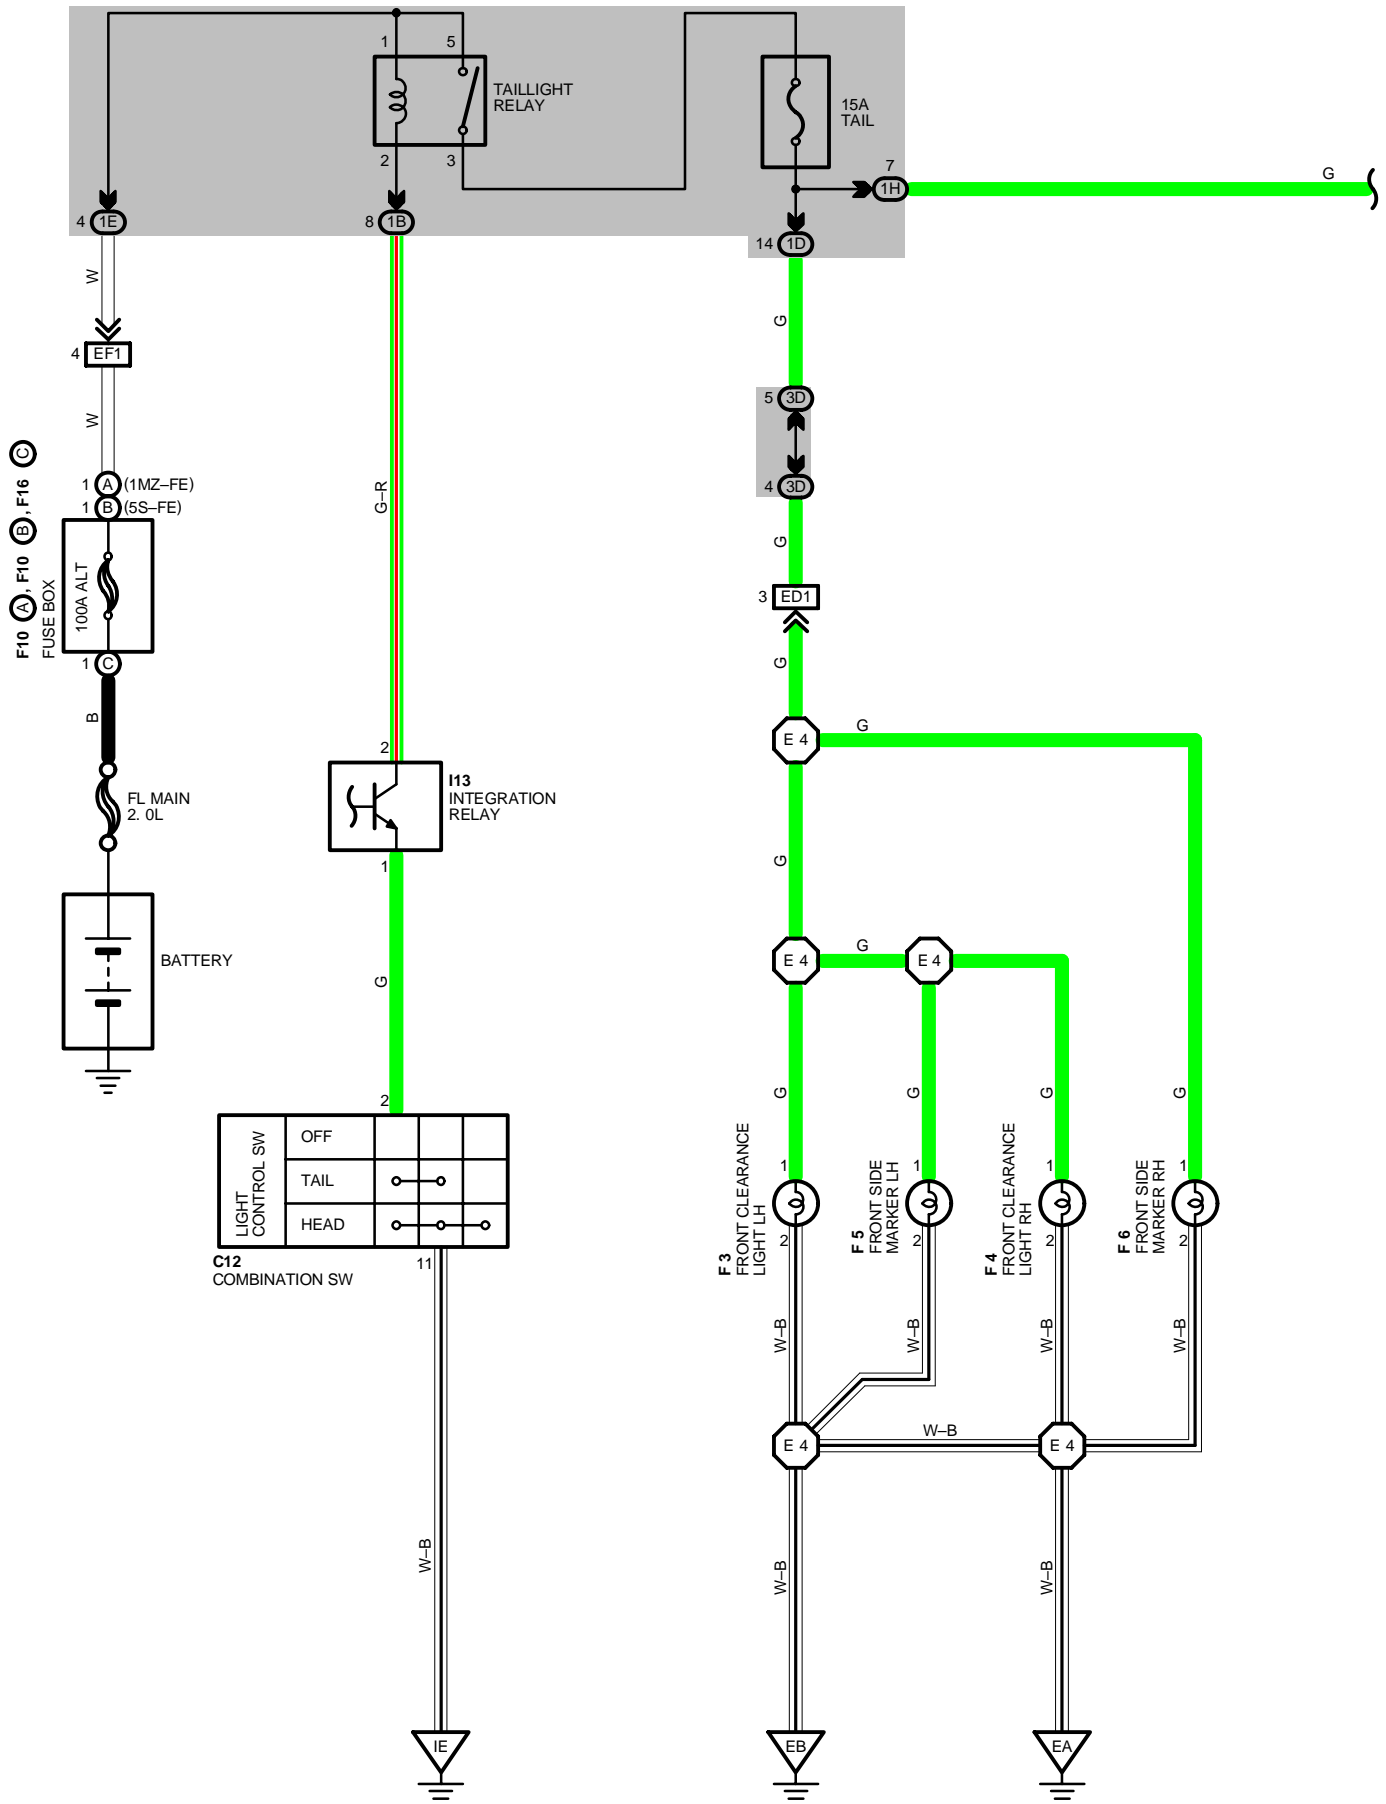 1
5
TAILLIGHT
RELAY
2
3
15A
TAIL
7
1H
G
4 1E
8 1B
14 1D
W
G
4 EF1
W
5 3D
4 3D
F10 A , F10 B , F16 C
FUSE BOX
1 A (1MZ–FE)
1 B (5S–FE)
100A ALT
1 C
B
G–R
G
3 ED1
G
E 4
G
FL MAIN
2. 0L
2
I13
INTEGRATION
RELAY
1
G
BATTERY
G
E 4
G
E 4
2
LIGHT
CONTROL SW
OFF
TAIL
HEAD
C12
COMBINATION SW
11
G
G
G
G
1
1
1
1
F 3
FRONT CLEARANCE
LIGHT LH
2
F 5
FRONT SIDE
MARKER LH
2
F 4
FRONT CLEARANCE
LIGHT RH
2
F 6
FRONT SIDE
MARKER RH
2
W–B
W–B
W–B
W–B
E 4
W–B
E 4
W–B
W–B
W–B
IE
EB
EA